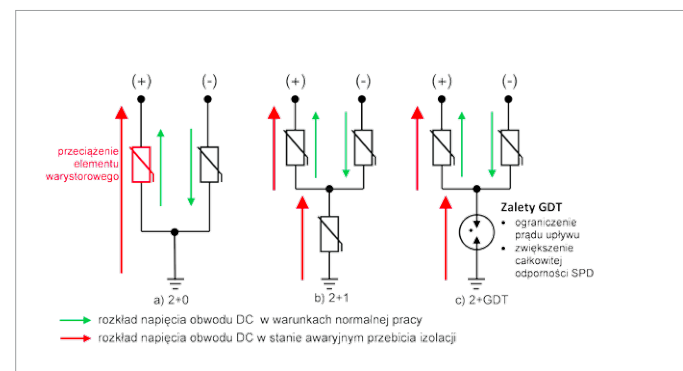 (+) (-) (+) (-) (+) (-)
przeciążenie
elementu
warystorowego
Zalety GDT
• ograniczenie
prądu upływu
• zwiększenie
całkowitej
odporności SPD
a) 2+0 b) 2+1 c) 2+GDT
rozkład napięcia obwodu DC w warunkach normalnej pracy
rozkład napięcia obwodu DC w stanie awaryjnym przebicia izolacji